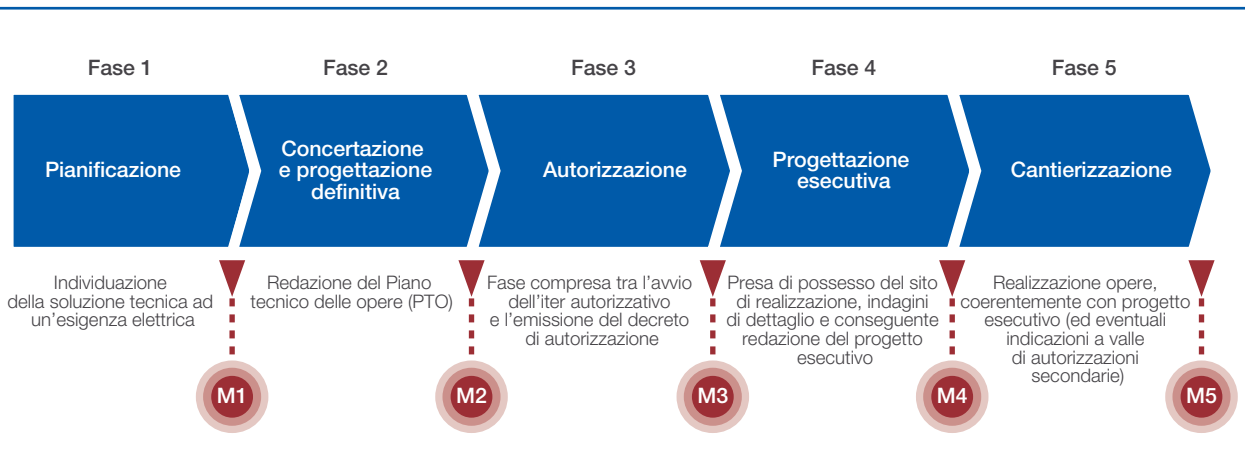 Fase 1
Fase 2
Fase 3
Fase 4
Fase 5
Pianificazione
Concertazione
e progettazione
definitiva
Autorizzazione
Progettazione
esecutiva
Cantierizzazione
Individuazione
della soluzione tecnica ad
un'esigenza elettrica
Redazione del Piano
tecnico delle opere (PTO)
Fase compresa tra l'avvio
dell'iter autorizzativo
e l'emissione del decreto
di autorizzazione
Presa di possesso del sito
di realizzazione, indagini
di dettaglio e conseguente
redazione del progetto
esecutivo
Realizzazione opere,
coerentemente con progetto
esecutivo (ed eventuali
indicazioni a valle
di autorizzazioni
secondarie)
M1
M2
M3
M4
M5